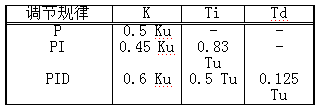 调节规律 K Ti Td
P 0.5 Ku - -
PI 0.45 Ku 0.83 Tu -
PID 0.6 Ku 0.5 Tu 0.125 Tu